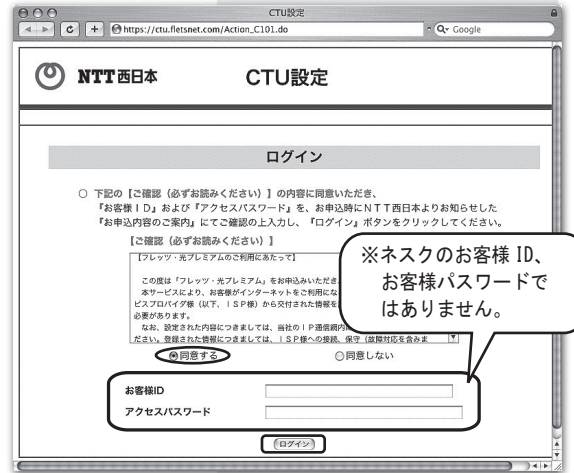 CTU設定
https://ctu.fletsnet.com/Action_C101.do
Google
NTT西日本
CTU設定
ログイン
○ 下記の【ご確認（必ずお読みください）】の内容に同意いただき、
『お客様ID』および『アクセスパスワード』を、お申込時にNTT西日本よりお知らせした
『お申込内容のご案内』にてご確認の上入力し、『ログイン』ボタンをクリックしてください。
【ご確認（必ずお読みください）】
【フレッツ・光プレミアムのご利用にあたって】
この度は「フレッツ・光プレミアム」をお申込みいただき
本サービスにより、お客様がインターネットをご利用にな
ビスプロバイダ様（以下、ISP様）から交付された情報を
必要があります。
なお、設定された内容につきましては、当社のIP通信網内
ださい。登録された情報につきましては、ISP様への接続、保守（故障対応を含みま
※ネスクのお客様 ID、
お客様パスワードで
はありません。
同意する
同意しない
お客様ID
アクセスパスワード
ログイン